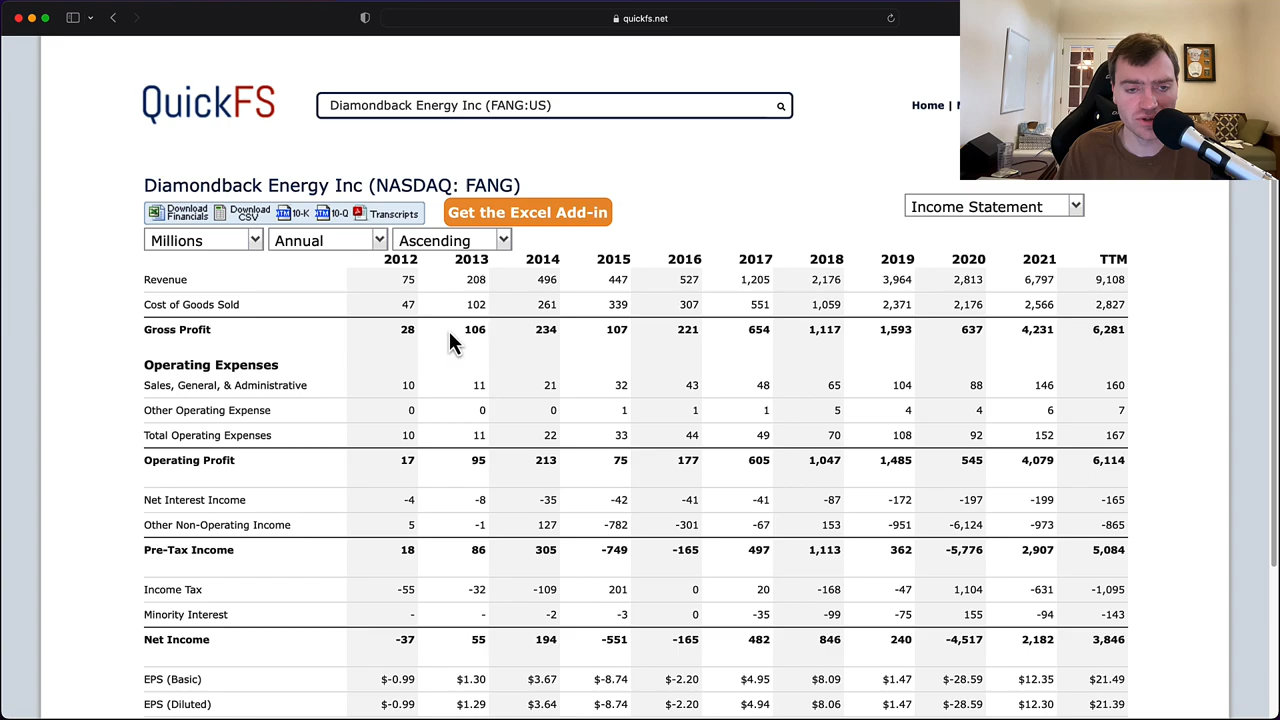 quickfs.net
QuickFS
Diamondback Energy Inc (FANG:US)
Home |
Diamondback Energy Inc (NASDAQ: FANG)
Download Financials Download CSV 10-K 10-Q Transcripts
Get the Excel Add-in
Income Statement
Millions Annual Ascending
2012 2013 2014 2015 2016 2017 2018 2019 2020 2021 TTM
Revenue 75 208 496 447 527 1,205 2,176 3,964 2,813 6,797 9,108
Cost of Goods Sold 47 102 261 339 307 551 1,059 2,371 2,176 2,566 2,827
Gross Profit 28 106 234 107 221 654 1,117 1,593 637 4,231 6,281
Operating Expenses
Sales, General, & Administrative 10 11 21 32 43 48 65 104 88 146 160
Other Operating Expense 0 0 0 1 1 1 5 4 4 6 7
Total Operating Expenses 10 11 22 33 44 49 70 108 92 152 167
Operating Profit 17 95 213 75 177 605 1,047 1,485 545 4,079 6,114
Net Interest Income -4 -8 -35 -42 -41 -41 -87 -172 -197 -199 -165
Other Non-Operating Income 5 -1 127 -782 -301 -67 153 -951 -6,124 -973 -865
Pre-Tax Income 18 86 305 -749 -165 497 1,113 362 -5,776 2,907 5,084
Income Tax -55 -32 -109 201 0 20 -168 -47 1,104 -631 -1,095
Minority Interest - - -2 -3 0 -35 -99 -75 155 -94 -143
Net Income -37 55 194 -551 -165 482 846 240 -4,517 2,182 3,846
EPS (Basic) $-0.99 $1.30 $3.67 $-8.74 $-2.20 $4.95 $8.09 $1.47 $-28.59 $12.35 $21.49
EPS (Diluted) $-0.99 $1.29 $3.64 $-8.74 $-2.20 $4.94 $8.06 $1.47 $-28.59 $12.30 $21.39